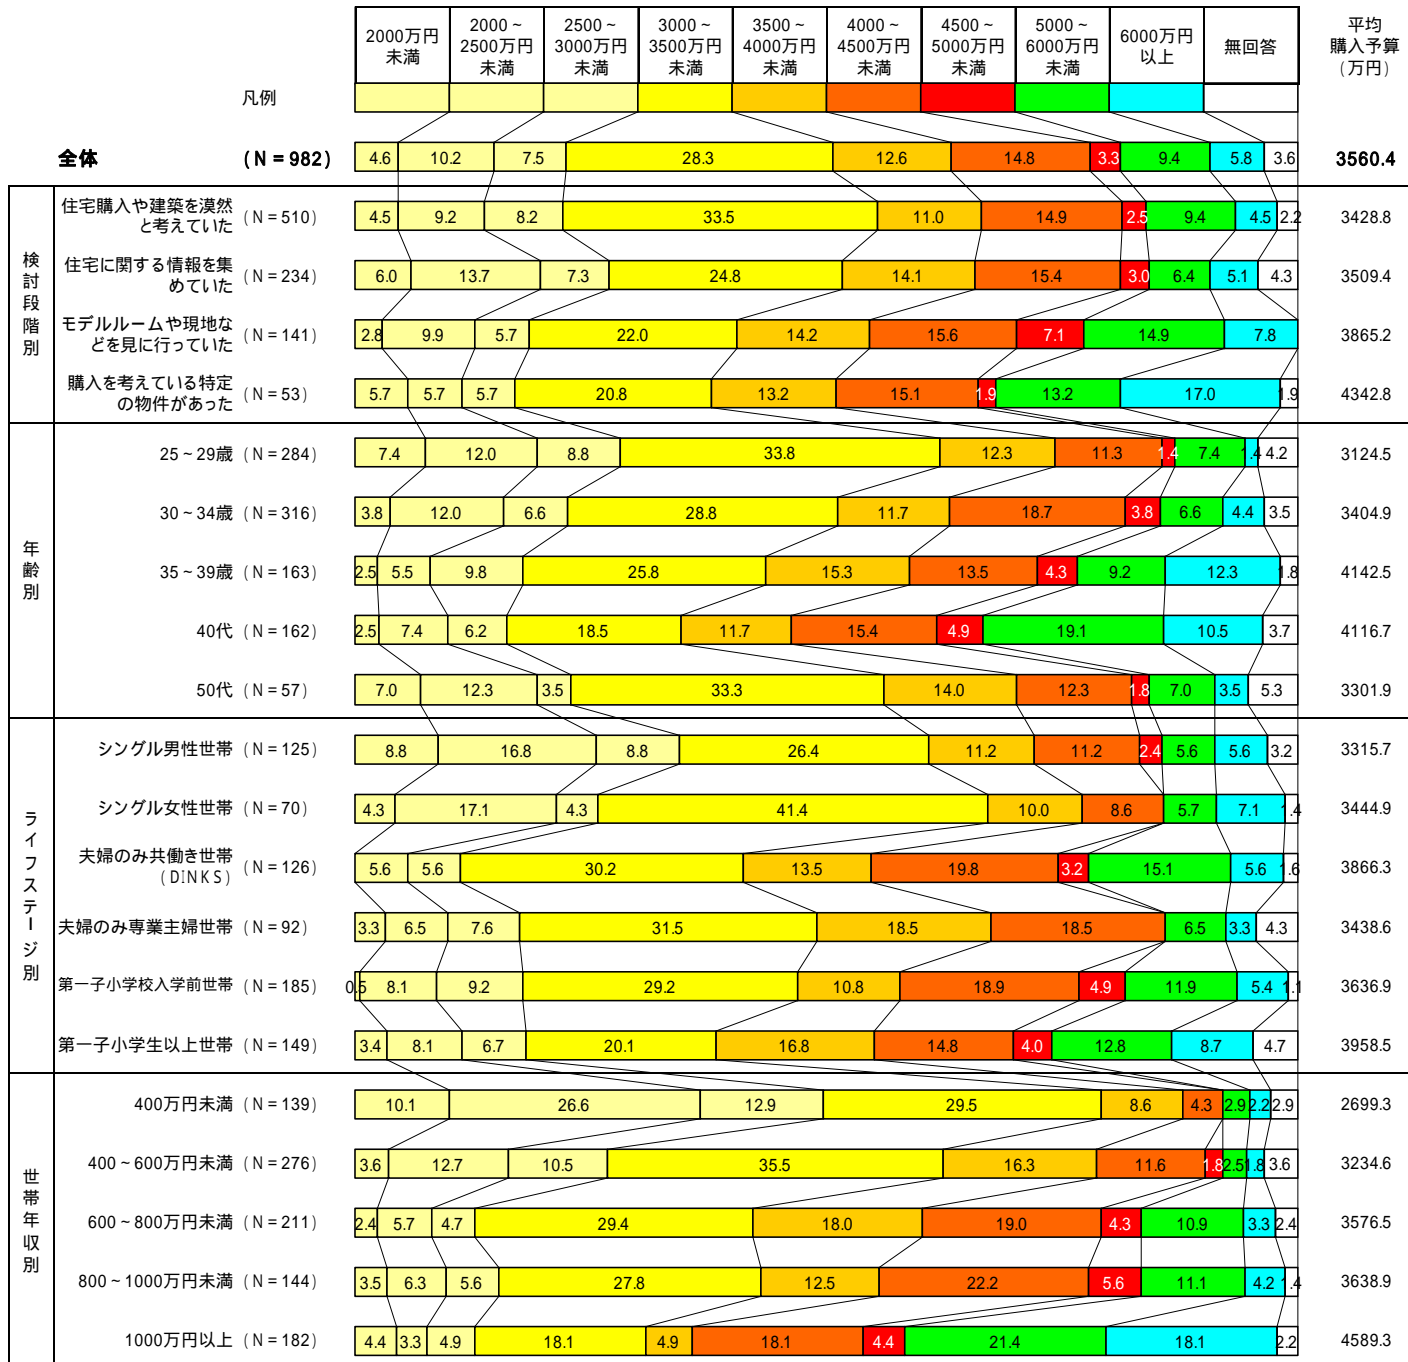 2000万円
未満
2000～
2500万円
未満
2500～
3000万円
未満
3000～
3500万円
未満
3500～
4000万円
未満
4000～
4500万円
未満
4500～
5000万円
未満
5000～
6000万円
未満
6000万円
以上
無回答
平均
購入予算
(万円)
凡例
全体 (N=982) 4.6 10.2 7.5 28.3 12.6 14.8 3.3 9.4 5.8 3.6 3560.4
検討段階別
住宅購入や建築を漠然
と考えていた (N=510) 4.5 9.2 8.2 33.5 11.0 14.9 2.5 9.4 4.5 2.2 3428.8
住宅に関する情報を集
めていた (N=234) 6.0 13.7 7.3 24.8 14.1 15.4 3.0 6.4 5.1 4.3 3509.4
モデルルームや現地な
どを見に行っていた (N=141) 2.8 9.9 5.7 22.0 14.2 15.6 7.1 14.9 7.8 3865.2
購入を考えている特定
の物件があった (N=53) 5.7 5.7 5.7 20.8 13.2 15.1 1.9 13.2 17.0 1.9 4342.8
年齢別
25～29歳 (N=284) 7.4 12.0 8.8 33.8 12.3 11.3 1.4 7.4 1.4 4.2 3124.5
30～34歳 (N=316) 3.8 12.0 6.6 28.8 11.7 18.7 3.8 6.6 4.4 3.5 3404.9
35～39歳 (N=163) 2.5 5.5 9.8 25.8 15.3 13.5 4.3 9.2 12.3 1.8 4142.5
40代 (N=162) 2.5 7.4 6.2 18.5 11.7 15.4 4.9 19.1 10.5 3.7 4116.7
50代 (N=57) 7.0 12.3 3.5 33.3 14.0 12.3 1.8 7.0 3.5 5.3 3301.9
ライフステージ別
シングル男性世帯 (N=125) 8.8 16.8 8.8 26.4 11.2 11.2 2.4 5.6 5.6 3.2 3315.7
シングル女性世帯 (N=70) 4.3 17.1 4.3 41.4 10.0 8.6 5.7 7.1 1.4 3444.9
夫婦のみ共働き世帯
(DINKS) (N=126) 5.6 5.6 30.2 13.5 19.8 3.2 15.1 5.6 1.6 3866.3
夫婦のみ専業主婦世帯 (N=92) 3.3 6.5 7.6 31.5 18.5 18.5 6.5 3.3 4.3 3438.6
第一子小学校入学前世帯 (N=185) 0.5 8.1 9.2 29.2 10.8 18.9 4.9 11.9 5.4 1.1 3636.9
第一子小学生以上世帯 (N=149) 3.4 8.1 6.7 20.1 16.8 14.8 4.0 12.8 8.7 4.7 3958.5
世帯年収別
400万円未満 (N=139) 10.1 26.6 12.9 29.5 8.6 4.3 2.9 2.2 2.9 2699.3
400～600万円未満 (N=276) 3.6 12.7 10.5 35.5 16.3 11.6 1.8 2.5 1.8 3.6 3234.6
600～800万円未満 (N=211) 2.4 5.7 4.7 29.4 18.0 19.0 4.3 10.9 3.3 2.4 3576.5
800～1000万円未満 (N=144) 3.5 6.3 5.6 27.8 12.5 22.2 5.6 11.1 4.2 1.4 3638.9
1000万円以上 (N=182) 4.4 3.3 4.9 18.1 4.9 18.1 4.4 21.4 18.1 2.2 4589.3